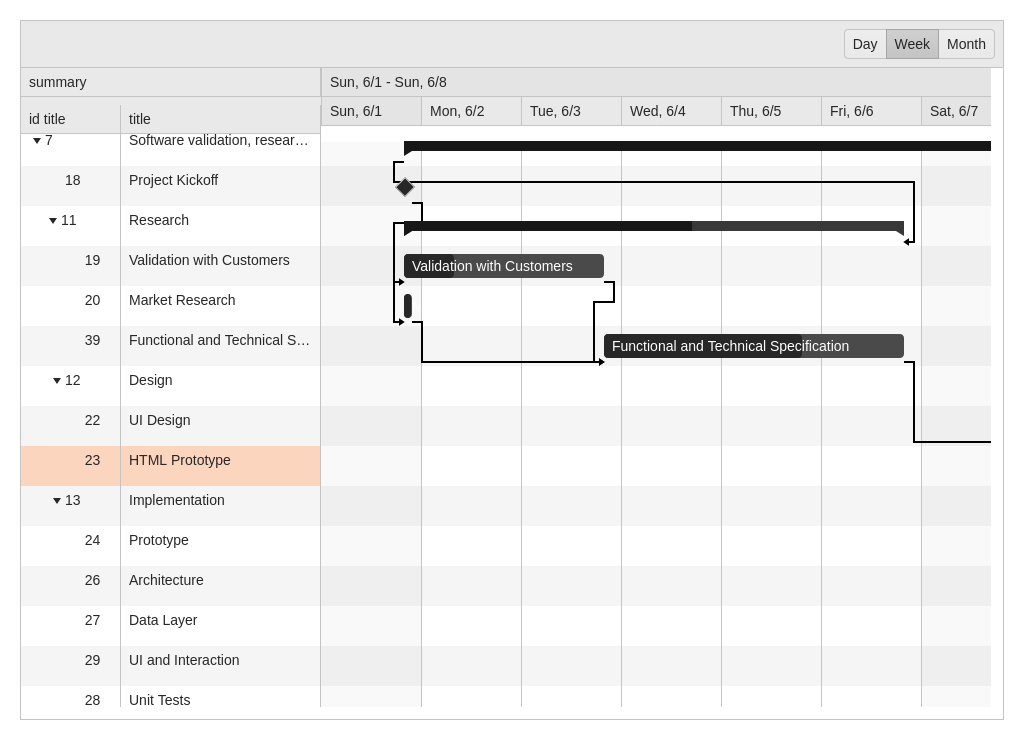 Day Week Month
summary
Sun, 6/1 - Sun, 6/8
id title title
Sun, 6/1 Mon, 6/2 Tue, 6/3 Wed, 6/4 Thu, 6/5 Fri, 6/6 Sat, 6/7
7 Software validation, resear…
18 Project Kickoff
11 Research
19 Validation with Customers
Validation with Customers
20 Market Research
39 Functional and Technical S…
Functional and Technical Specification
12 Design
22 UI Design
23 HTML Prototype
13 Implementation
24 Prototype
26 Architecture
27 Data Layer
29 UI and Interaction
28 Unit Tests